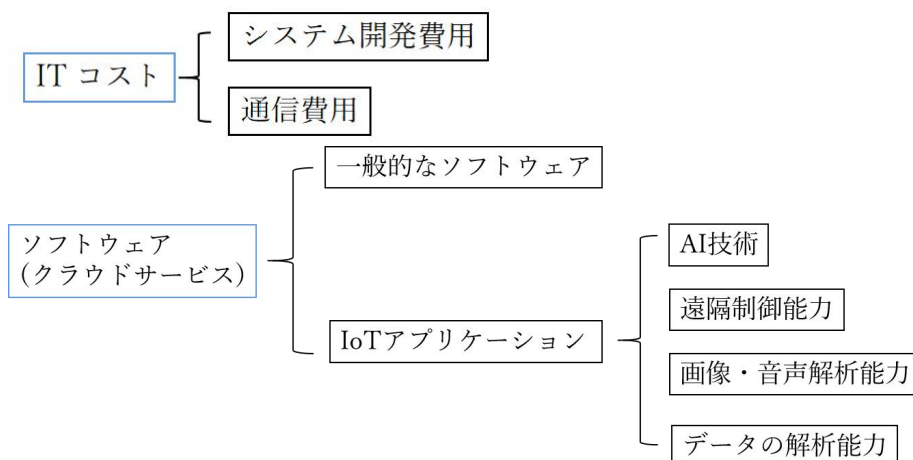 IT コスト
システム開発費用
通信費用
ソフトウェア
(クラウドサービス)
一般的なソフトウェア
IoTアプリケーション
AI技術
遠隔制御能力
画像・音声解析能力
データの解析能力